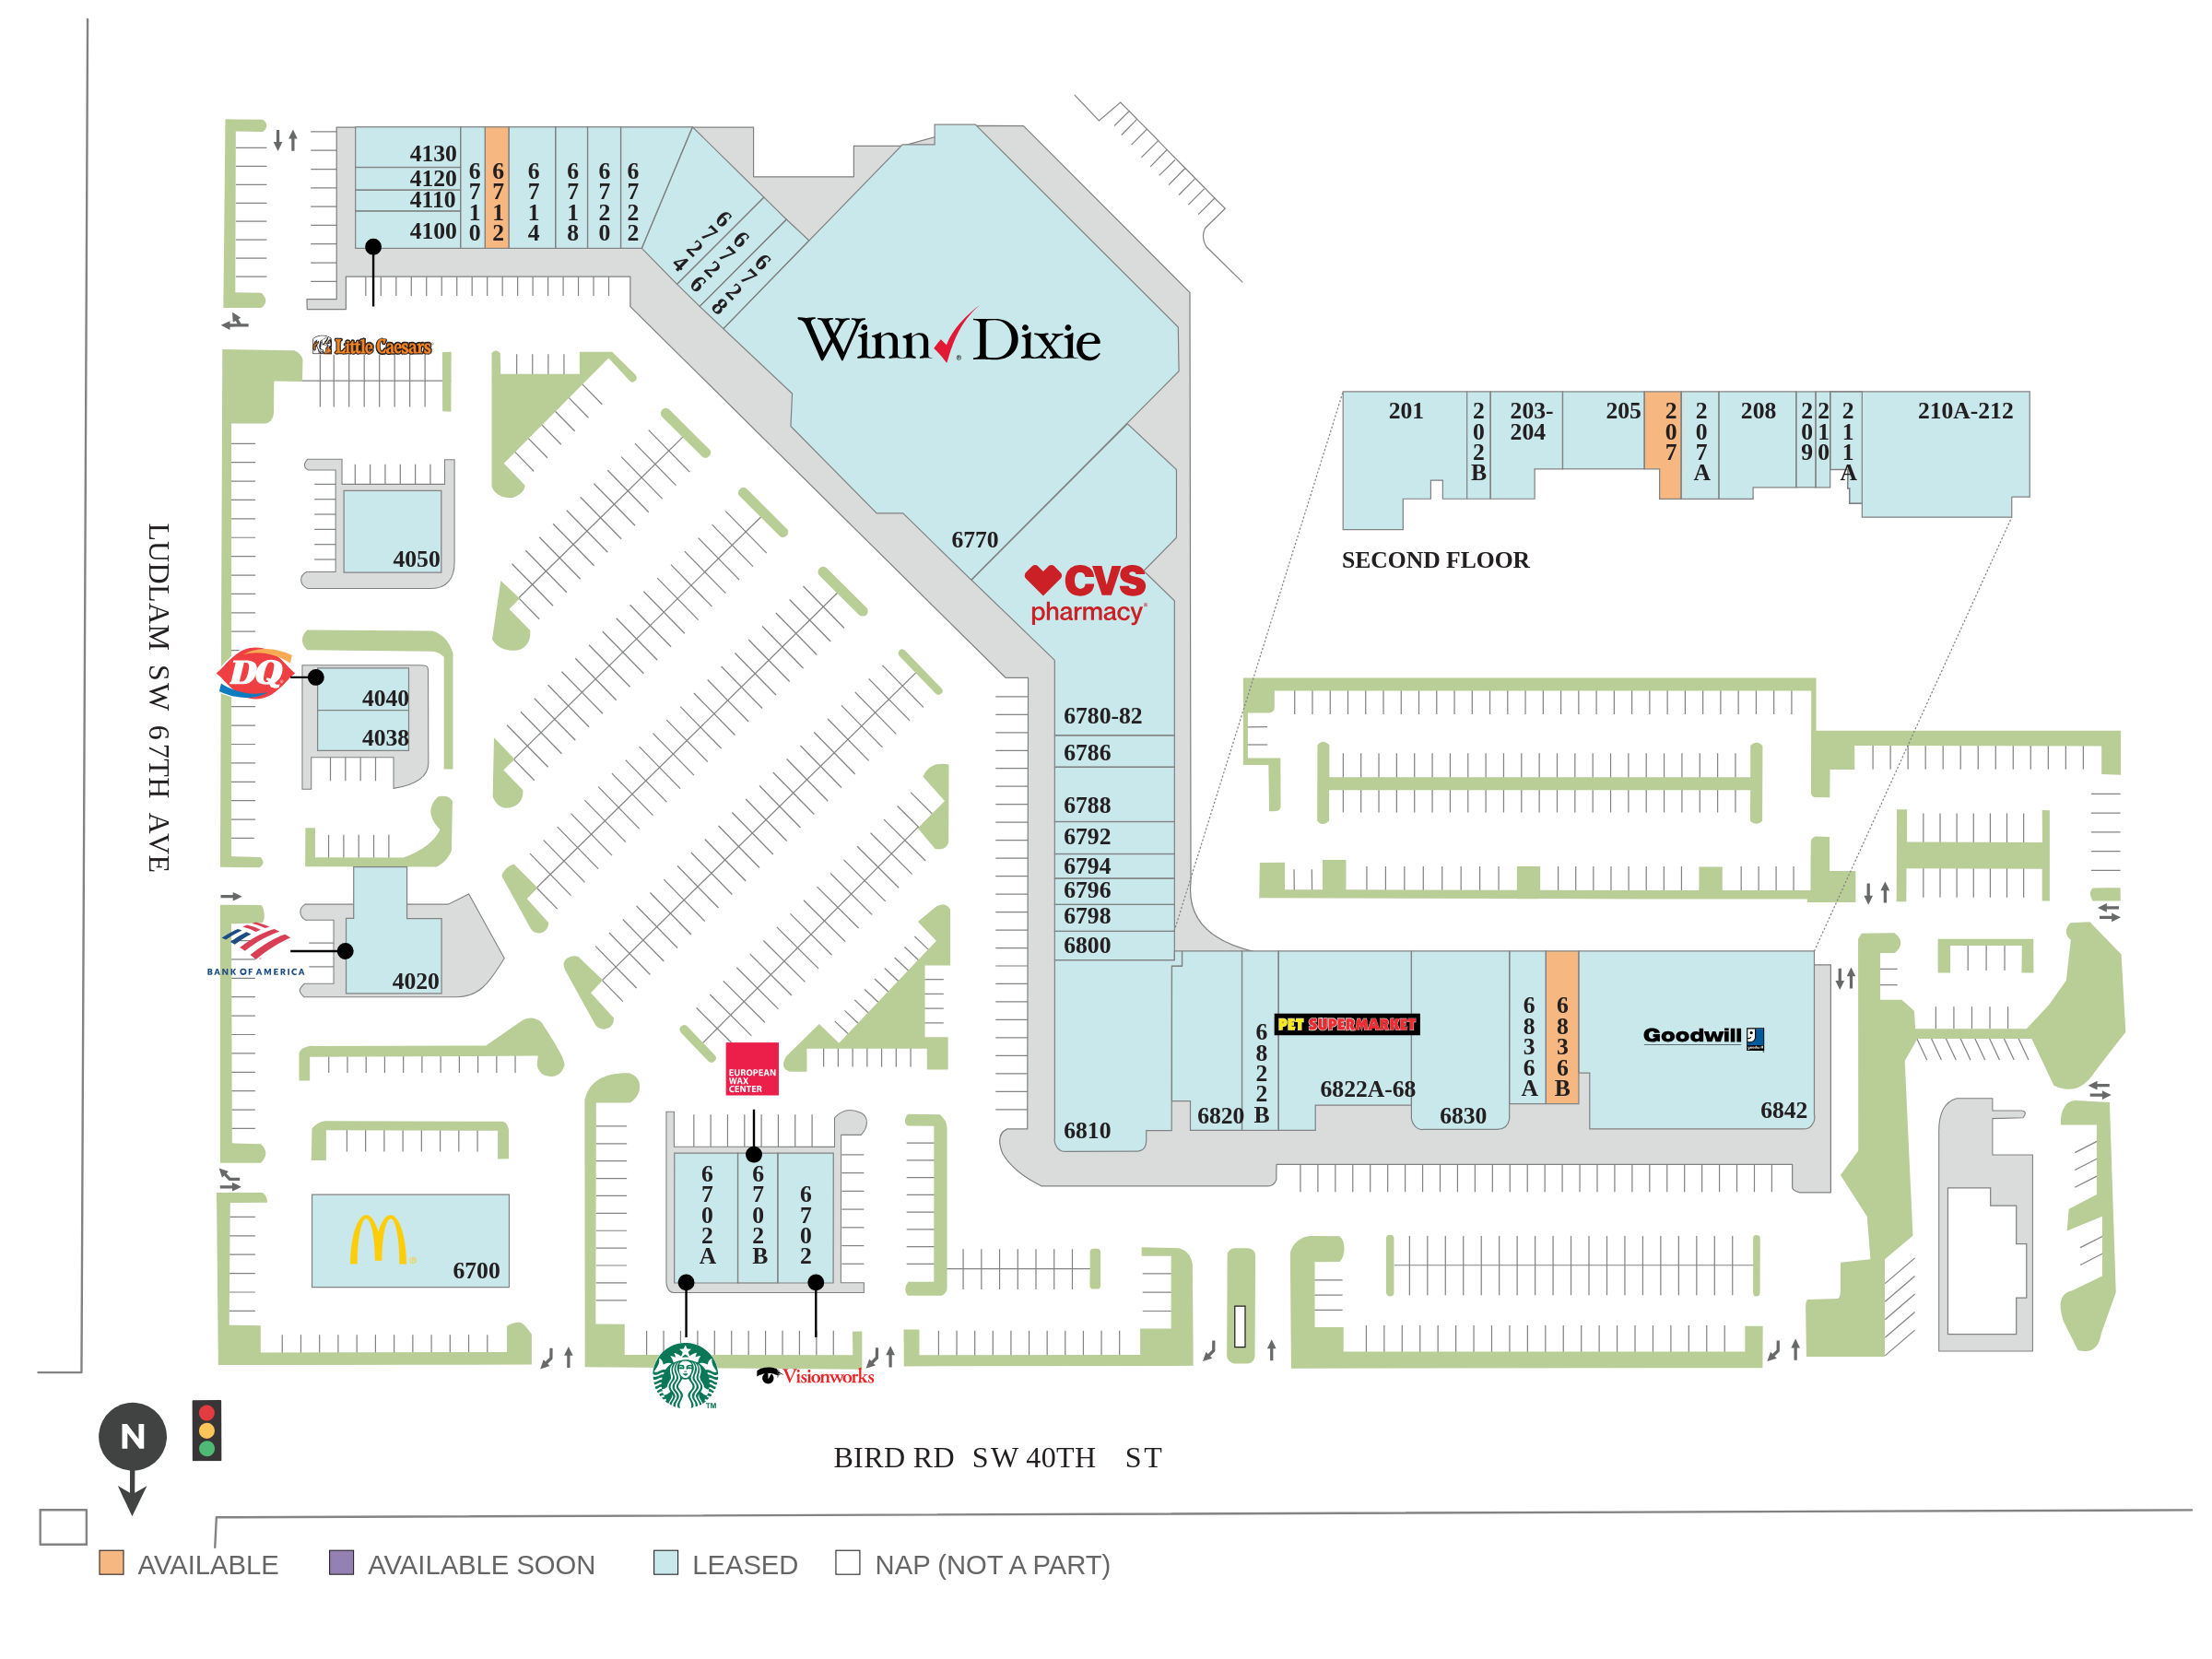 4130
4120
4110
4100
6710
6712
6714
6718
6720
6722
6724
6726
6728
Little Caesars
Winn Dixie
6770
CVS
pharmacy
201
202B
203-
204
205
207
207A
208
209
210
211A
210A-212
SECOND FLOOR
4050
LUDLAM SW 67TH AVE
DQ
4040
4038
6780-82
6786
6788
6792
6794
6796
6798
6800
BANK OF AMERICA
4020
6810
6820
6822B
PET SUPERMARKET
6822A-68
6830
6836A
6836B
Goodwill
6842
EUROPEAN
WAX
CENTER
6702A
6702B
6702
6700
TM
Visionworks
BIRD RD SW 40TH ST
N
AVAILABLE
AVAILABLE SOON
LEASED
NAP (NOT A PART)